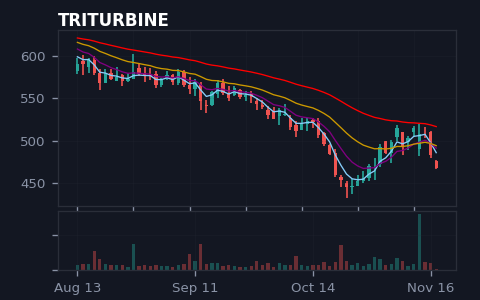 TRITURBINE
600
550
500
450
Aug 13
Sep 11
Oct 14
Nov 16